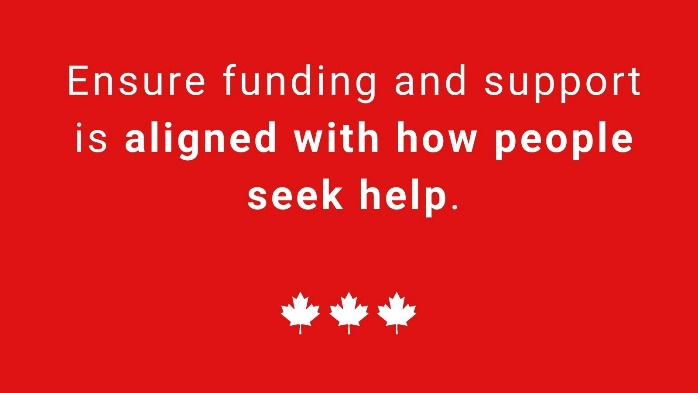 Ensure funding and support
is aligned with how people
seek help.